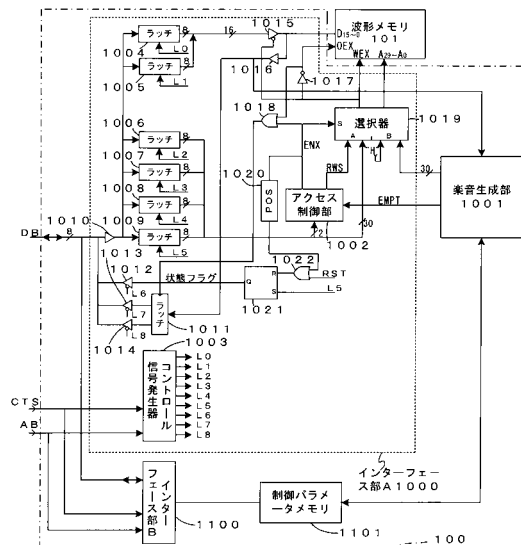 ラッチ
8
1004
L0
ラッチ
8
1005
L1
16
1015
1016
1017
D15~0
OEX
WEX A29~A0
波形メモリ
101
ラッチ
8
1006
L2
ラッチ
8
1007
L3
ラッチ
8
1008
L4
ラッチ
8
1009
L5
1018
1020
POS
ENX
RWS
S
選択器
A
B
H
1019
30
アクセス
制御部
2
1002
30
EMPT
楽音生成部
1001
DB
8
1010
1013
1012
L6
L7
L8
1014
状態フラグ
ラッチ
1011
Q
R
S
1021
1022
RST
L5
1003
コントロール
信号発生器
L0
L1
L2
L3
L4
L5
L6
L7
L8
CTS
AB
インター
フェース部
B
1100
制御パラメ
ータメモリ
1101
インターフェー
ス部A1000
100